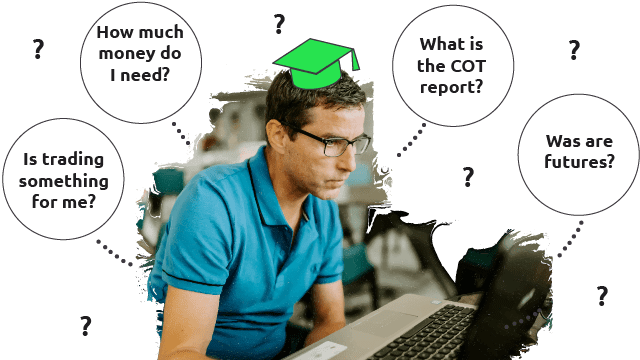 ?
How much
money do
I need?
?
What is
the COT
report?
?
Is trading
something
for me?
?
Was are
futures?
?
?